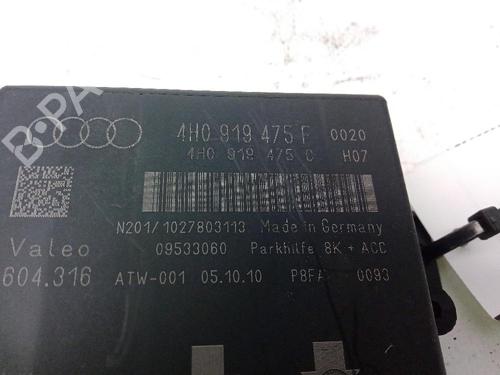 4H0 919 475 F 0020
4H0 919 475 C H07
N201/1027803113 Made in Germany
Valeo 09533060 Parkhilfe 8K + ACC
604.316 ATW-001 05.10.10 P8FA 0093